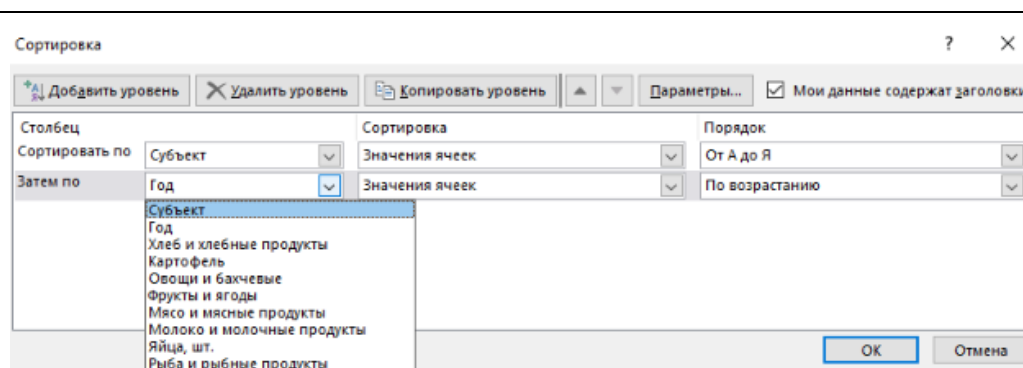 Сортировка ?
Добавить уровень Удалить уровень Копировать уровень Параметры... Мои данные содержат заголовки
Столбец Сортировка Порядок
Сортировать по Субъект Значения ячеек От А до Я
Затем по Год Значения ячеек По возрастанию
Субъект
Год
Хлеб и хлебные продукты
Картофель
Овощи и бахчевые
Фрукты и ягоды
Мясо и мясные продукты
Молоко и молочные продукты
Яйца, шт.
Рыба и рыбные продукты
ОК Отмена